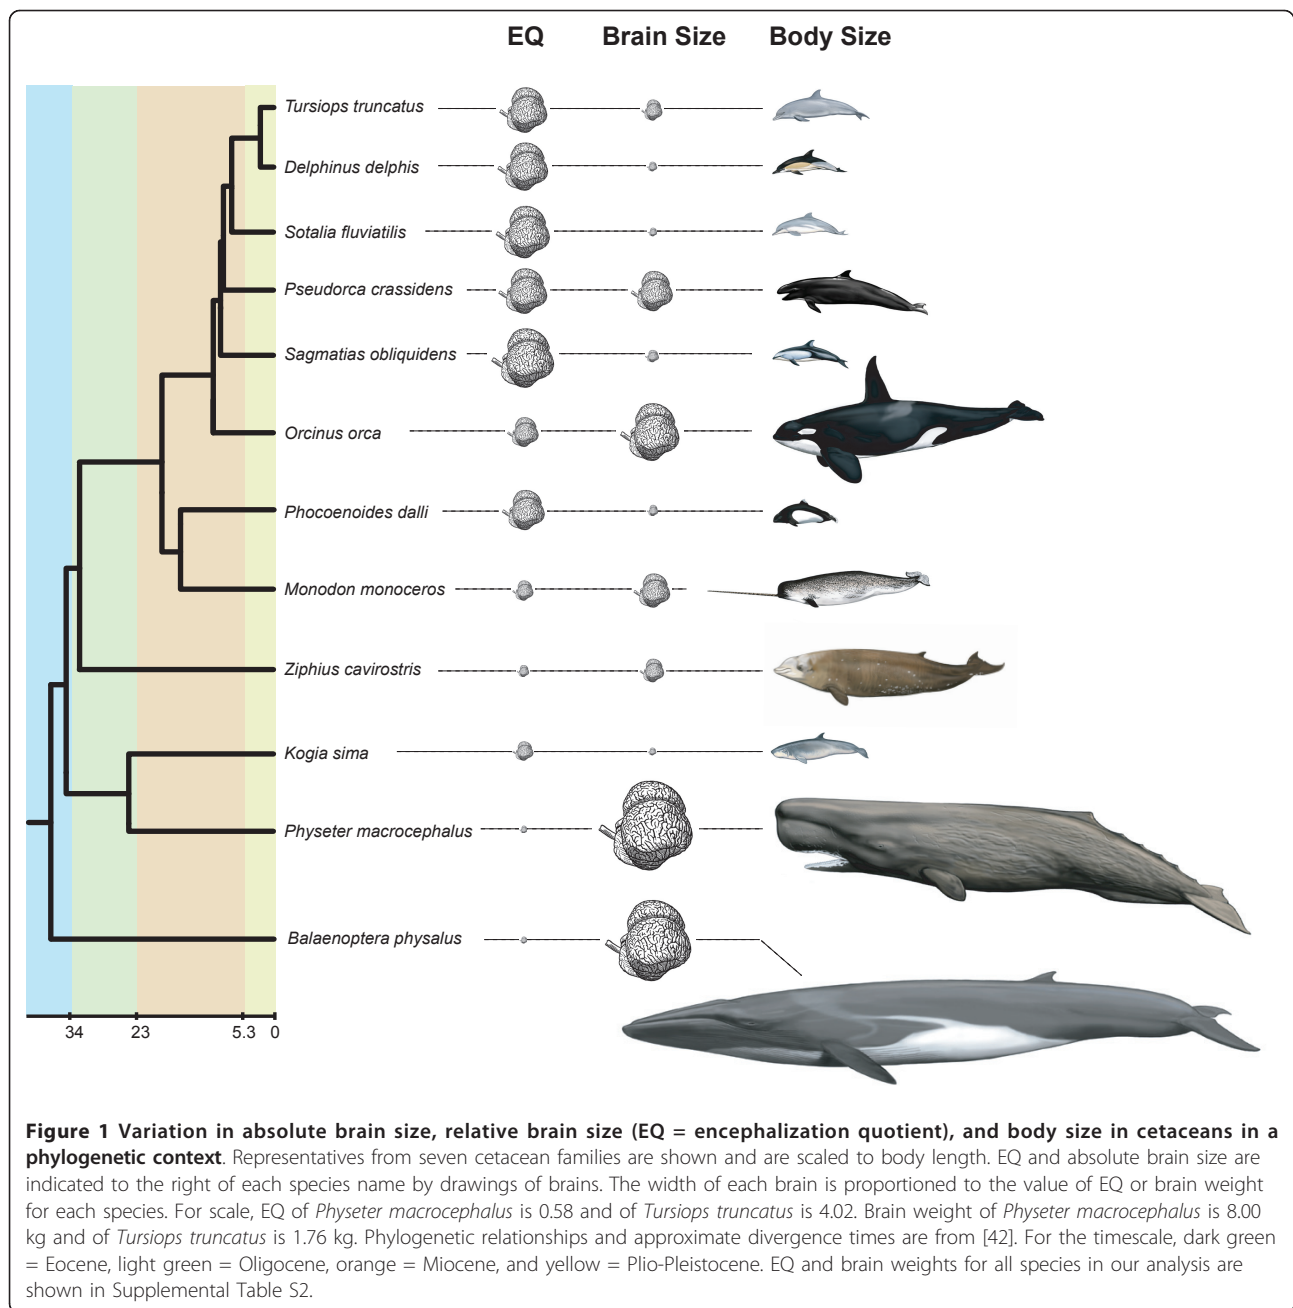 EQ Brain Size Body Size
Tursiops truncatus
Delphinus delphis
Sotalia fluviatilis
Pseudorca crassidens
Sagmatias obliquidens
Orcinus orca
Phocoenoides dalli
Monodon monoceros
Ziphius cavirostris
Kogia sima
Physeter macrocephalus
Balaenoptera physalus
34 23 5.3 0
Figure 1 Variation in absolute brain size, relative brain size (EQ = encephalization quotient), and body size in cetaceans in a
phylogenetic context. Representatives from seven cetacean families are shown and are scaled to body length. EQ and absolute brain size are
indicated to the right of each species name by drawings of brains. The width of each brain is proportioned to the value of EQ or brain weight
for each species. For scale, EQ of Physeter macrocephalus is 0.58 and of Tursiops truncatus is 4.02. Brain weight of Physeter macrocephalus is 8.00
kg and of Tursiops truncatus is 1.76 kg. Phylogenetic relationships and approximate divergence times are from [42]. For the timescale, dark green
= Eocene, light green = Oligocene, orange = Miocene, and yellow = Plio-Pleistocene. EQ and brain weights for all species in our analysis are
shown in Supplemental Table S2.